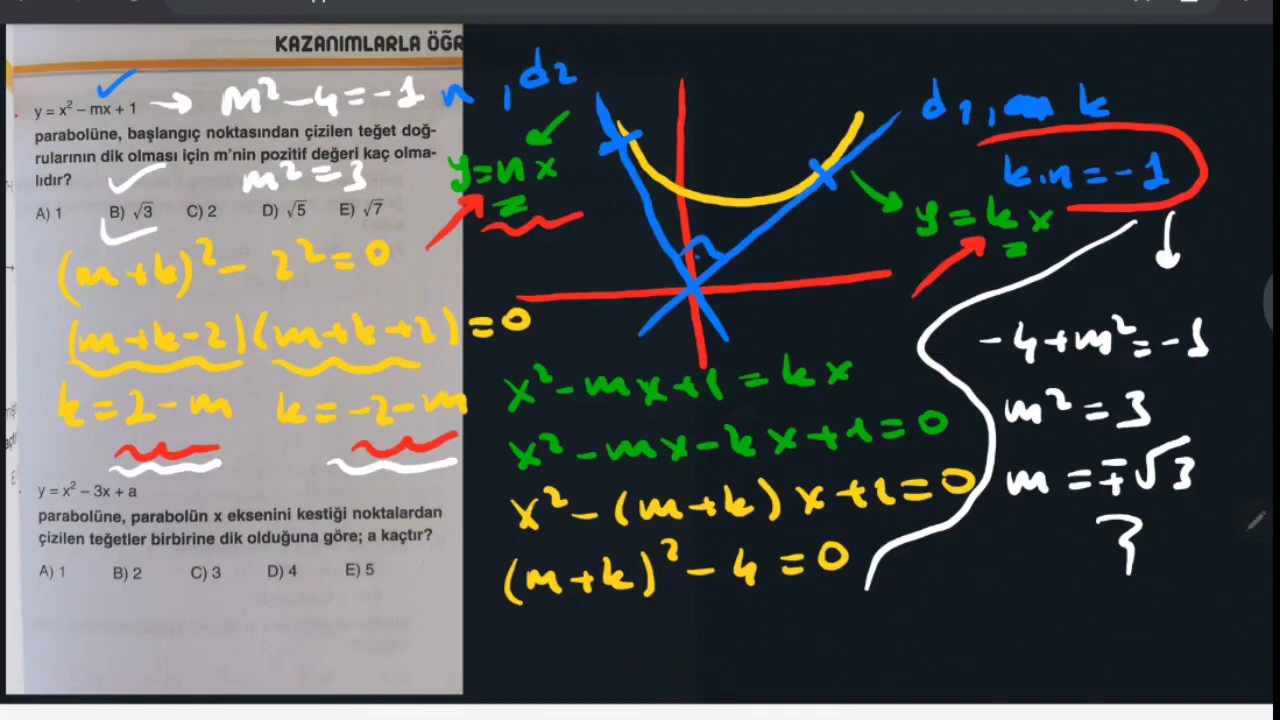 KAZANIMLARLA ÖĞR
y = x² – mx + 1 → m² – 4 = -1
parabolüne, başlangıç noktasından çizilen teğet doğ-
rularının dik olması için m'nin pozitif değeri kaç olma-
lıdır?
m² = 3
A) 1 B) √3 C) 2 D) √5 E) √7
(m+k)² – 2² = 0
(m+k-2)(m+k+2) = 0
k = 2 - m k = -2 - m
y = x² – 3x + a
parabolüne, parabolün x eksenini kestiği noktalardan
çizilen teğetler birbirine dik olduğuna göre; a kaçtır?
A) 1 B) 2 C) 3 D) 4 E) 5
n , d2
y = nx
d1, k
k.n = -1
y = kx
x² - mx + 1 = kx
x² - mx - kx + 1 = 0
x² - (m+k) x + 1 = 0
(m+k)² - 4 = 0
-4 + m² = -1
m² = 3
m = ∓√3